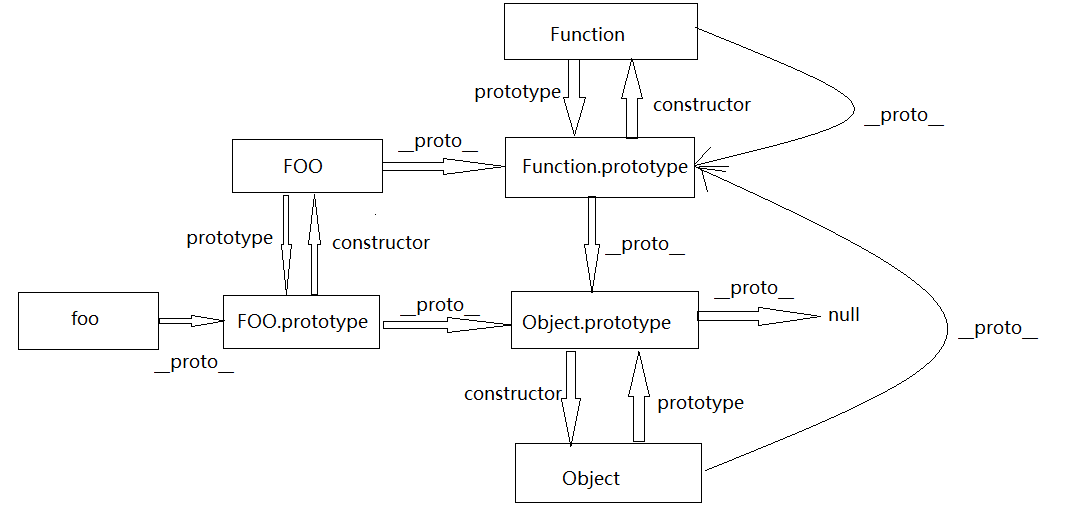 Function
prototype
constructor
__proto__
FOO
__proto__
Function.prototype
prototype
constructor
__proto__
foo
__proto__
FOO.prototype
__proto__
Object.prototype
__proto__
null
__proto__
constructor
prototype
Object